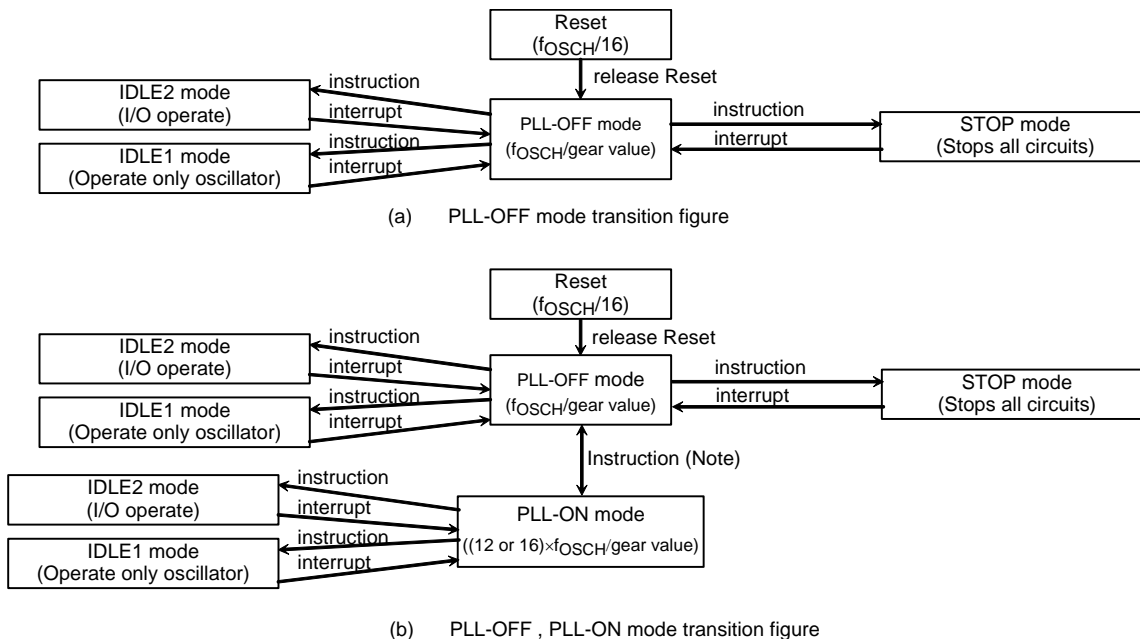 Reset
(fOSCH/16)
release Reset
IDLE2 mode
(I/O operate)
instruction
interrupt
IDLE1 mode
(Operate only oscillator)
instruction
interrupt
PLL-OFF mode
(fOSCH/gear value)
instruction
interrupt
STOP mode
(Stops all circuits)
(a) PLL-OFF mode transition figure
Reset
(fOSCH/16)
release Reset
IDLE2 mode
(I/O operate)
instruction
interrupt
IDLE1 mode
(Operate only oscillator)
instruction
interrupt
PLL-OFF mode
(fOSCH/gear value)
instruction
interrupt
STOP mode
(Stops all circuits)
Instruction (Note)
IDLE2 mode
(I/O operate)
instruction
interrupt
IDLE1 mode
(Operate only oscillator)
instruction
interrupt
PLL-ON mode
((12 or 16)×fOSCH/gear value)
(b) PLL-OFF , PLL-ON mode transition figure